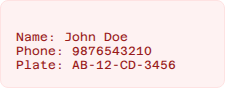 Name: John Doe
Phone: 9876543210
Plate: AB-12-CD-3456